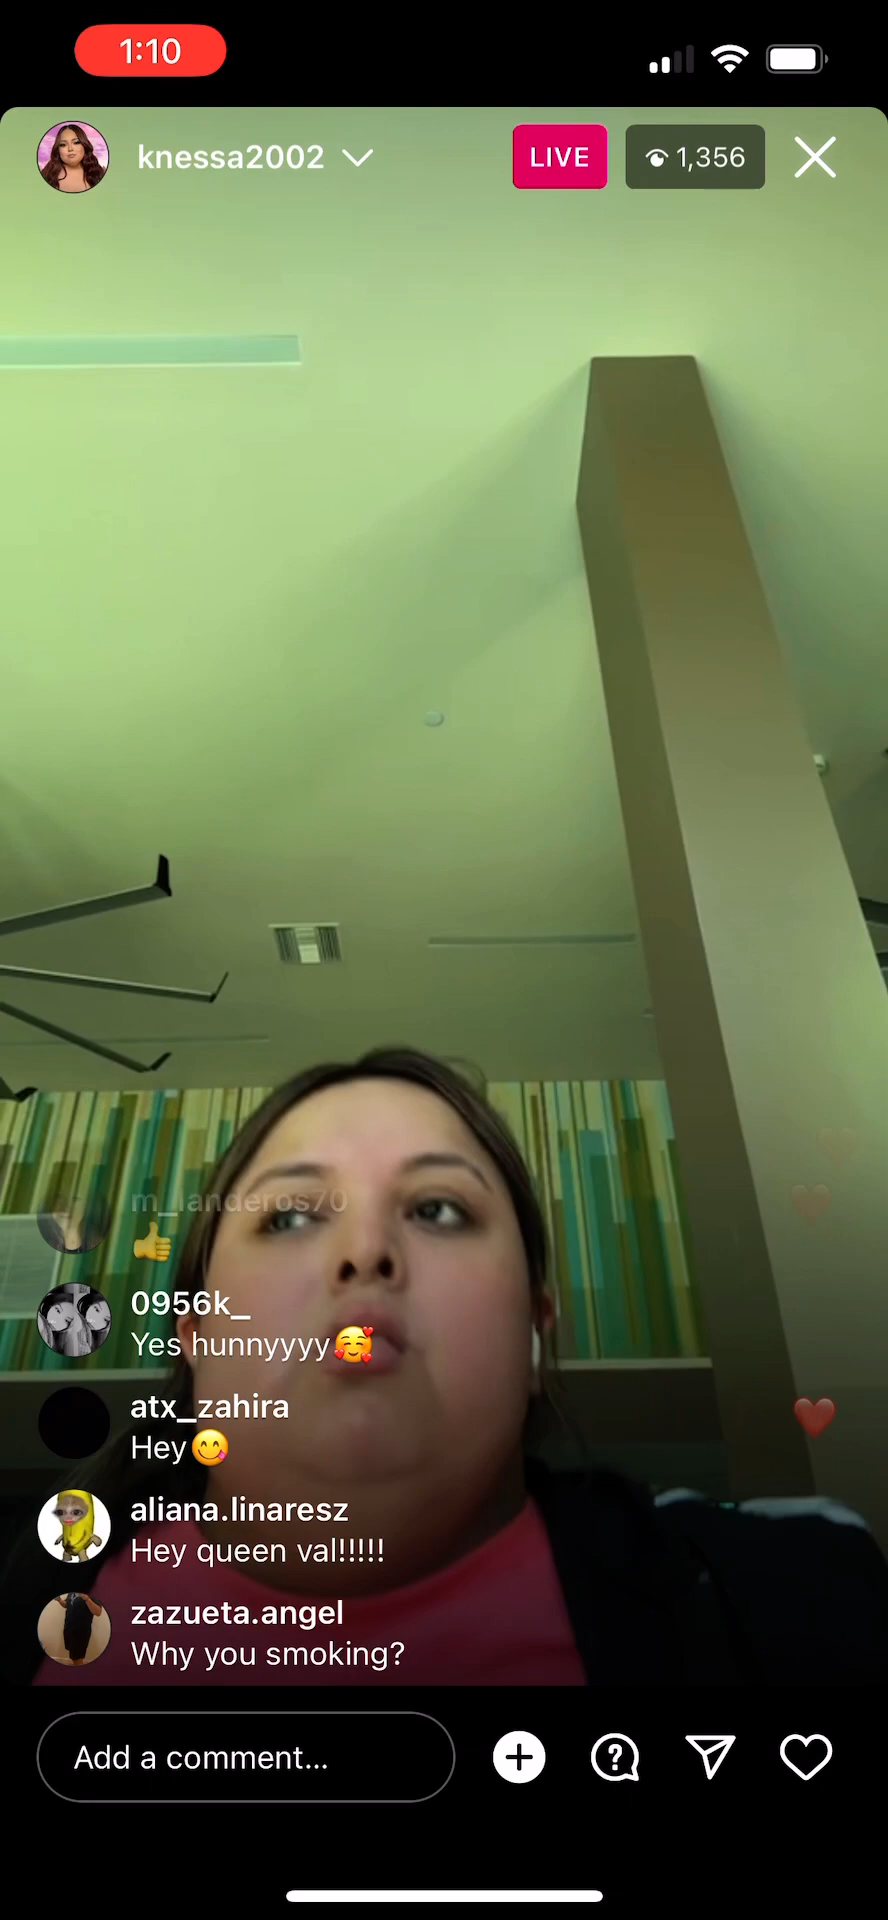 1:10
knessa2002
LIVE
1,356
m_landeros70
👍
0956k_
Yes hunnyyyy🥰
atx_zahira
Hey😋
aliana.linaresz
Hey queen val!!!!!
zazueta.angel
Why you smoking?
Add a comment...